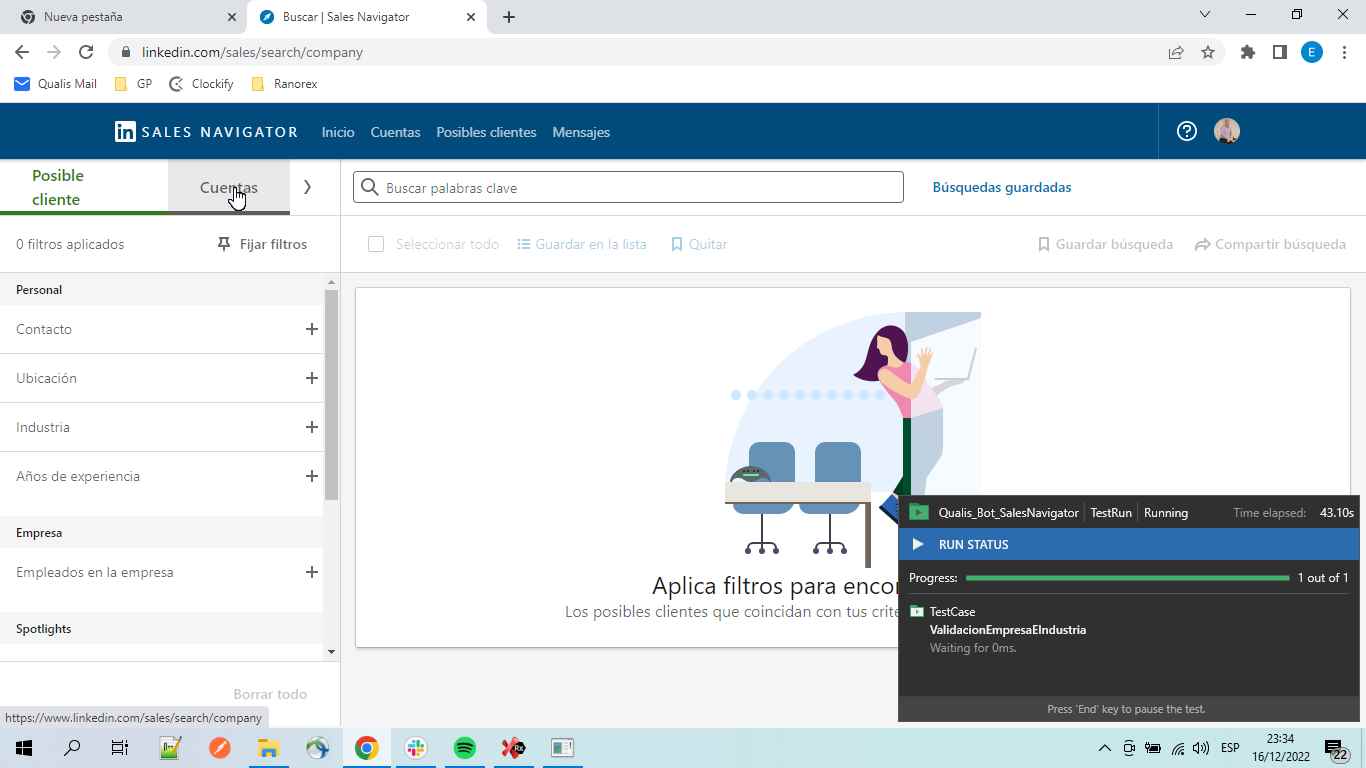 Nueva pestaña
Buscar | Sales Navigator
linkedin.com/sales/search/company
E
Qualis Mail
GP
Clockify
Ranorex
in SALES NAVIGATOR
Inicio
Cuentas
Posibles clientes
Mensajes
Posible
cliente
Cuentas
Buscar palabras clave
Búsquedas guardadas
0 filtros aplicados
Fijar filtros
Seleccionar todo
Guardar en la lista
Quitar
Guardar búsqueda
Compartir búsqueda
Personal
Contacto
Ubicación
Industria
Años de experiencia
Empresa
Empleados en la empresa
Spotlights
Borrar todo
https://www.linkedin.com/sales/search/company
Aplica filtros para enco
Los posibles clientes que coincidan con tus crite
Qualis_Bot_SalesNavigator
TestRun
Running
Time elapsed: 43.10s
RUN STATUS
Progress: 1 out of 1
TestCase
ValidacionEmpresaEIndustria
Waiting for 0ms.
Press 'End' key to pause the test.
Rx
ESP
23:34
16/12/2022
22